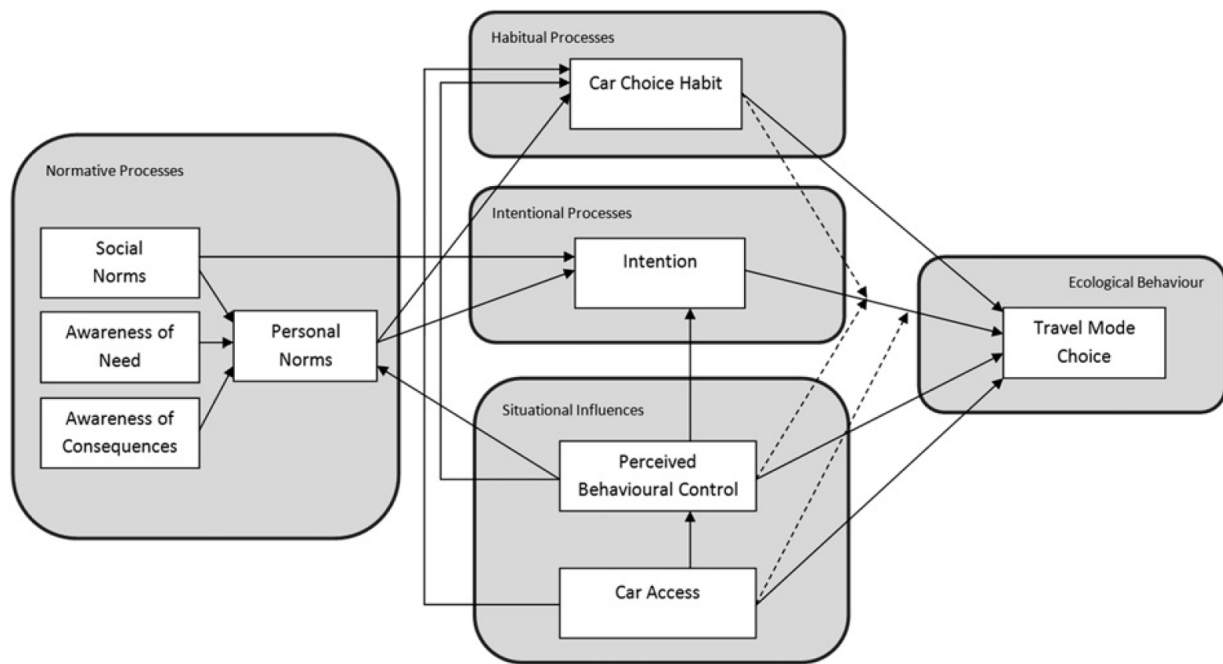 Habitual Processes
Car Choice Habit
Normative Processes
Social
Norms
Awareness of
Need
Awareness of
Consequences
Personal
Norms
Intentional Processes
Intention
Situational Influences
Perceived
Behavioural Control
Car Access
Ecological Behaviour
Travel Mode
Choice